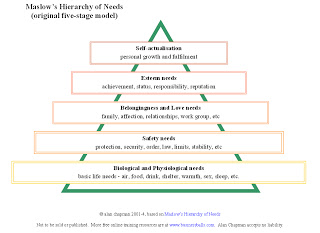 Maslow's Hierarchy of Needs
(original five-stage model)
Self-actualisation
personal growth and fulfilment
Esteem needs
achievement, status, responsibility, reputation
Belongingness and Love needs
family, affection, relationships, work group, etc
Safety needs
protection, security, order, law, limits, stability, etc
Biological and Physiological needs
basic life needs - air, food, drink, shelter, warmth, sex, sleep, etc.
© alan chapman 2001-4, based on Maslow's Hierarchy of Needs
Not to be sold or published. More free online training resources are at www.businessballs.com. Alan Chapman accepts no liability.